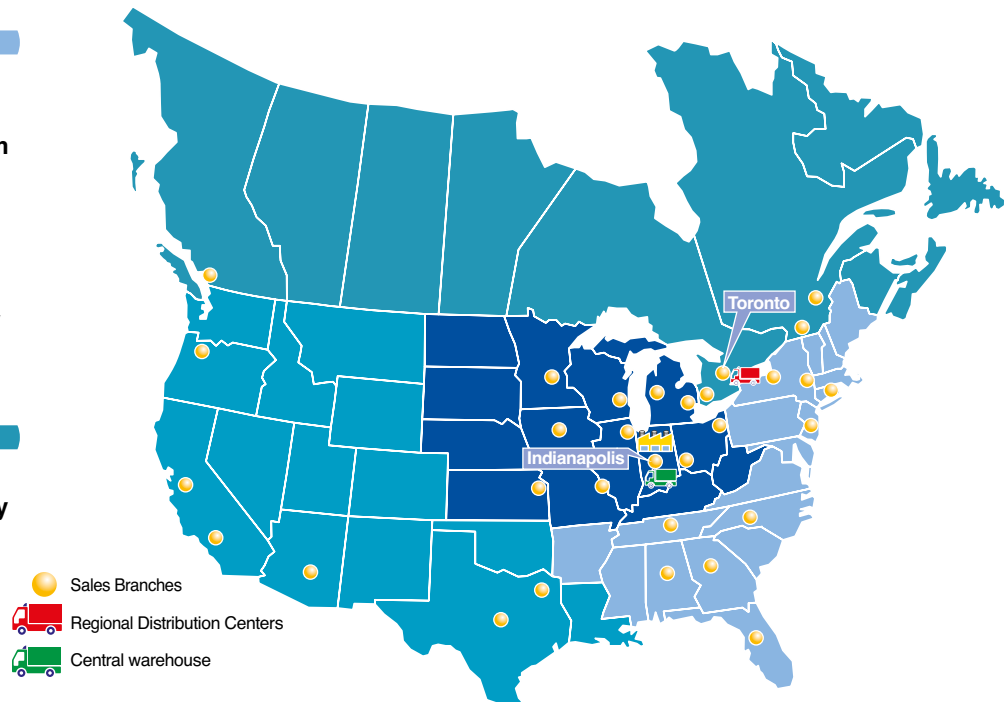 n
y
Toronto
Indianapolis
Sales Branches
Regional Distribution Centers
Central warehouse